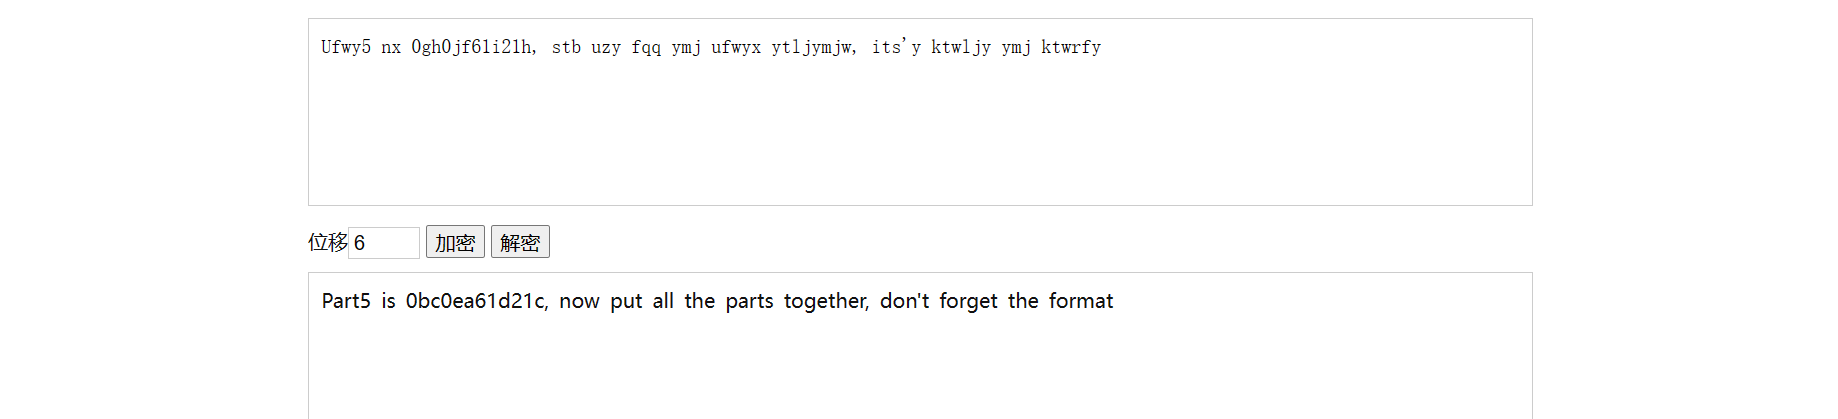 Ufwy5 nx 0gh0jf61i21h, stb uzy fqq ymj ufwyx ytljymjw, its'y ktwljy ymj ktwrfy
位移 6 加密 解密
Part5 is 0bc0ea61d21c, now put all the parts together, don't forget the format